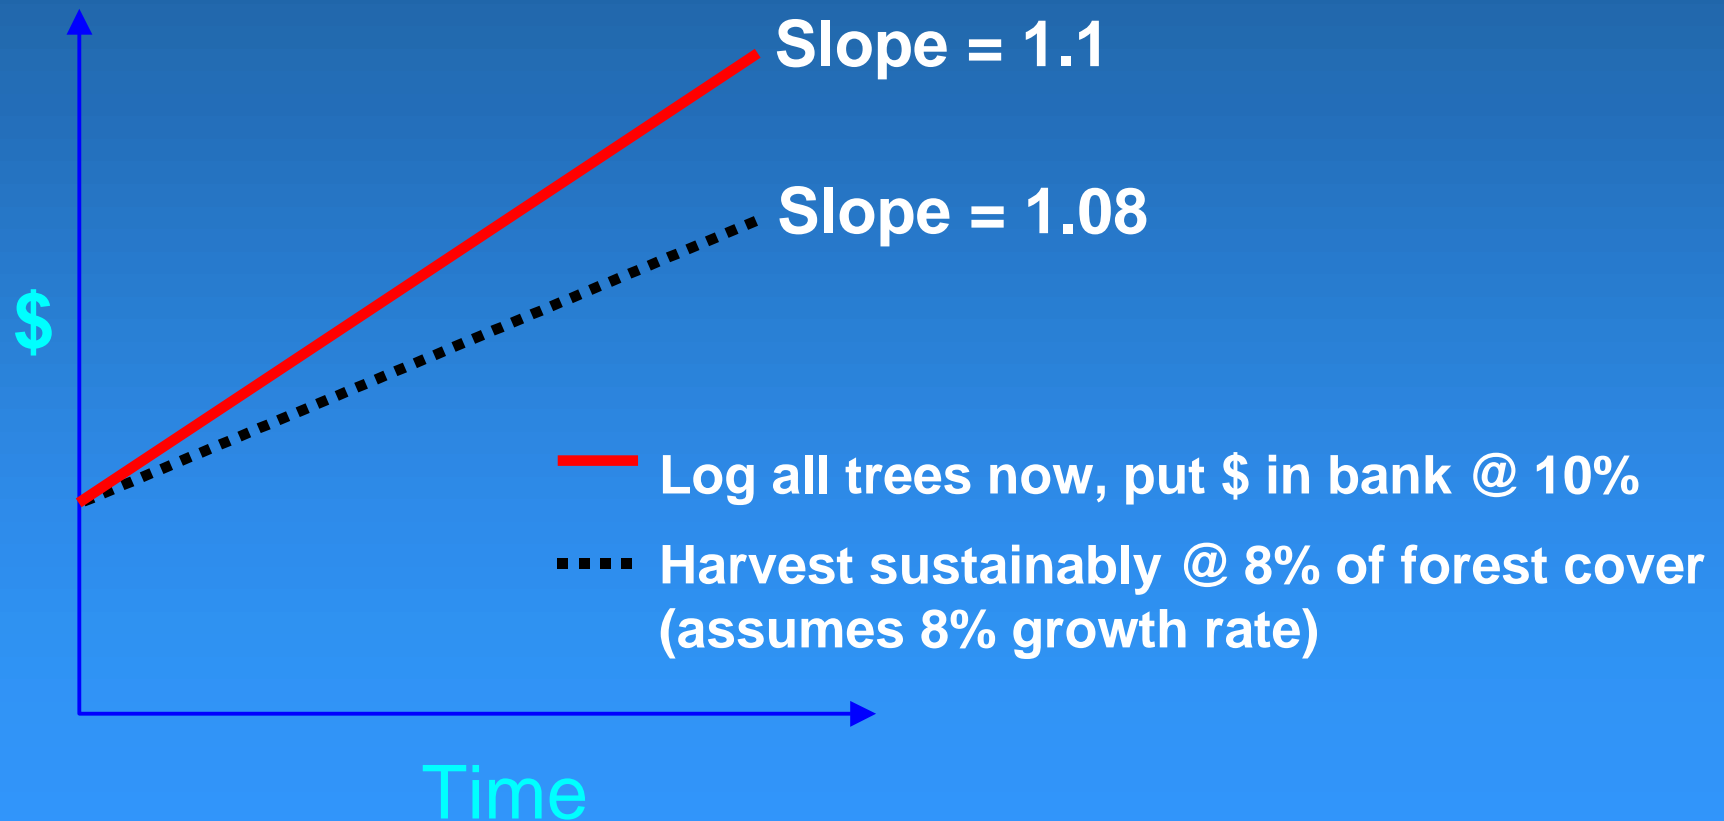 Slope = 1.1
Slope = 1.08
$
Log all trees now, put $ in bank @ 10%
Harvest sustainably @ 8% of forest cover
(assumes 8% growth rate)
Time